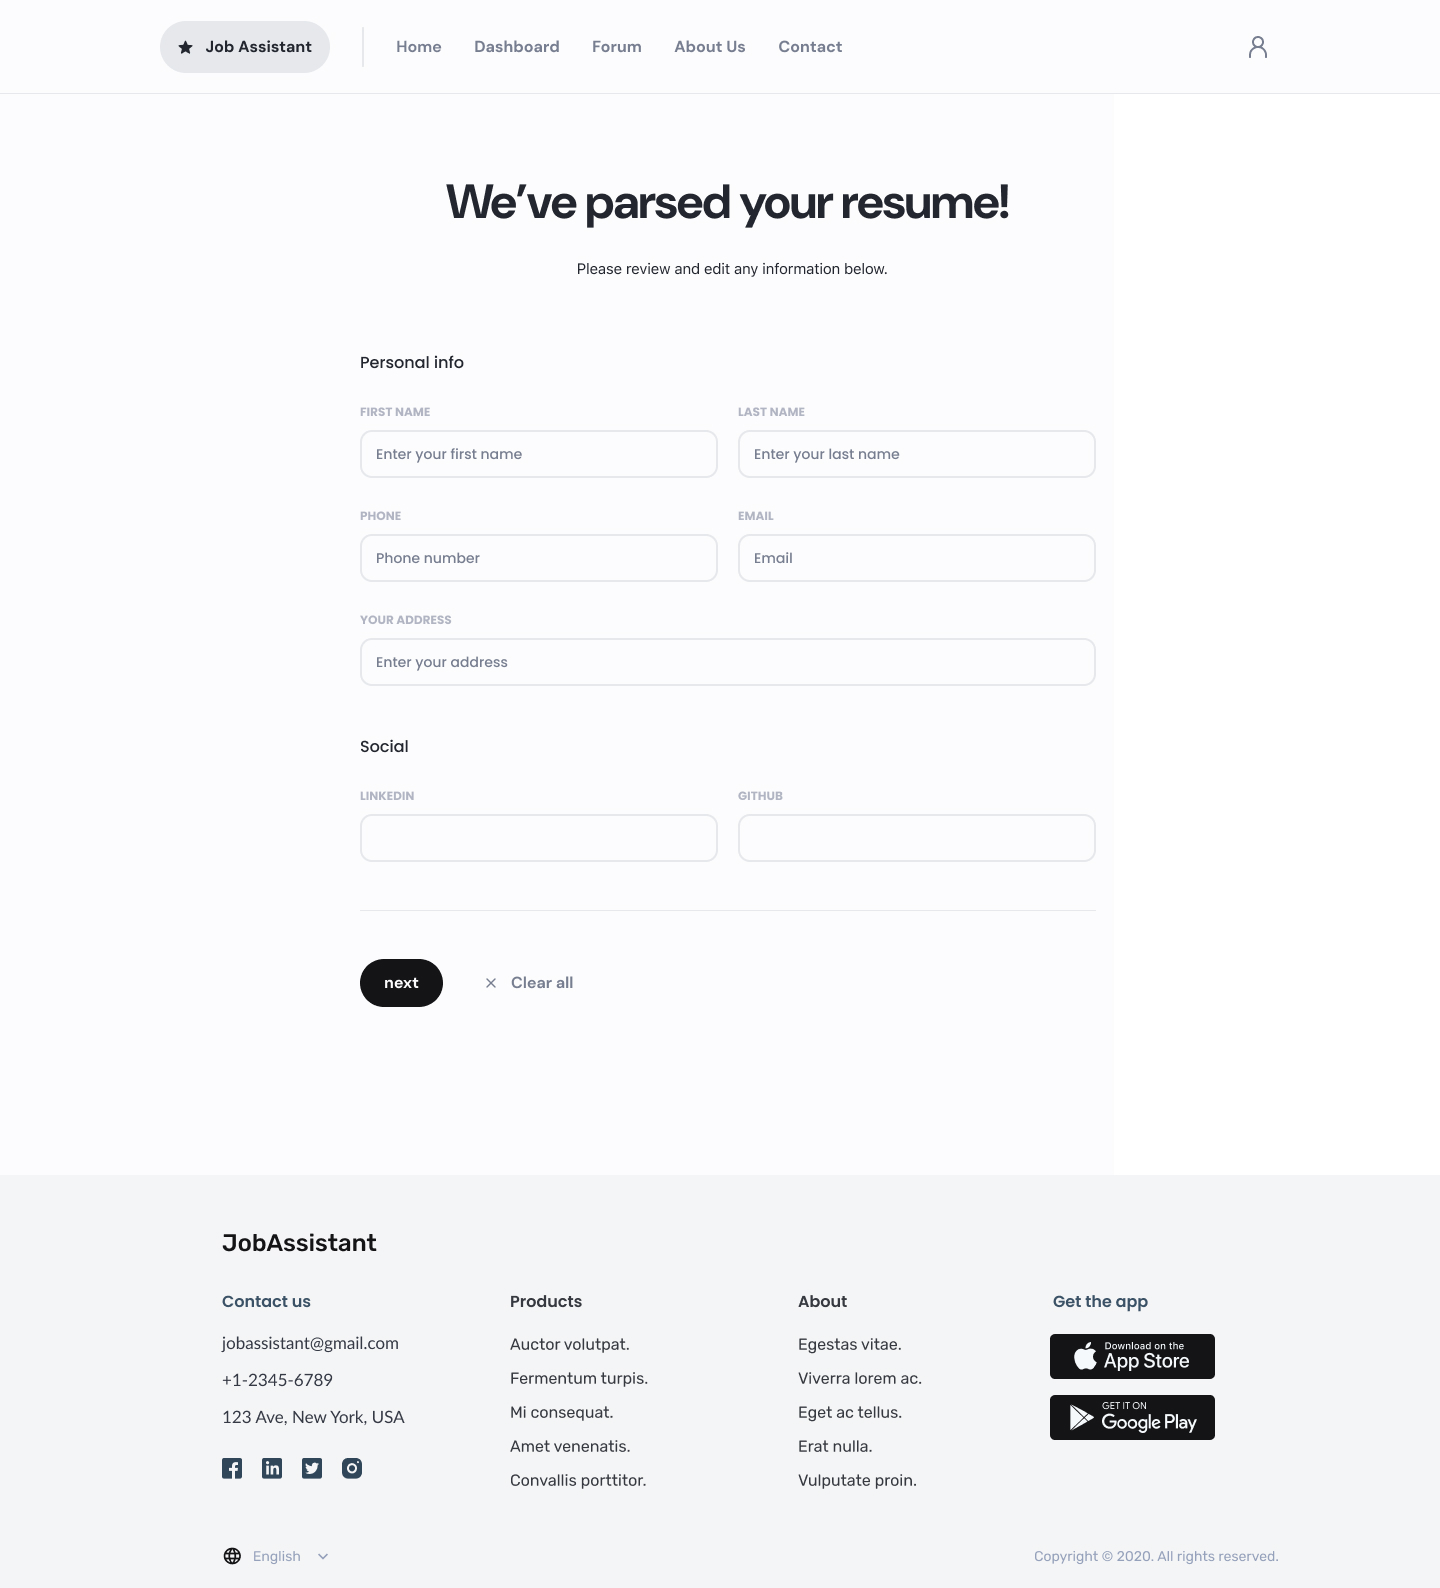 Job Assistant
Home
Dashboard
Forum
About Us
Contact
We’ve parsed your resume!
Please review and edit any information below.
Personal info
FIRST NAME
LAST NAME
Enter your first name
Enter your last name
PHONE
EMAIL
Phone number
Email
YOUR ADDRESS
Enter your address
Social
LINKEDIN
GITHUB
next
Clear all
JobAssistant
Contact us
jobassistant@gmail.com
+1-2345-6789
123 Ave, New York, USA
Products
Auctor volutpat.
Fermentum turpis.
Mi consequat.
Amet venenatis.
Convallis porttitor.
About
Egestas vitae.
Viverra lorem ac.
Eget ac tellus.
Erat nulla.
Vulputate proin.
Get the app
Download on the
App Store
GET IT ON
Google Play
English
Copyright © 2020. All rights reserved.